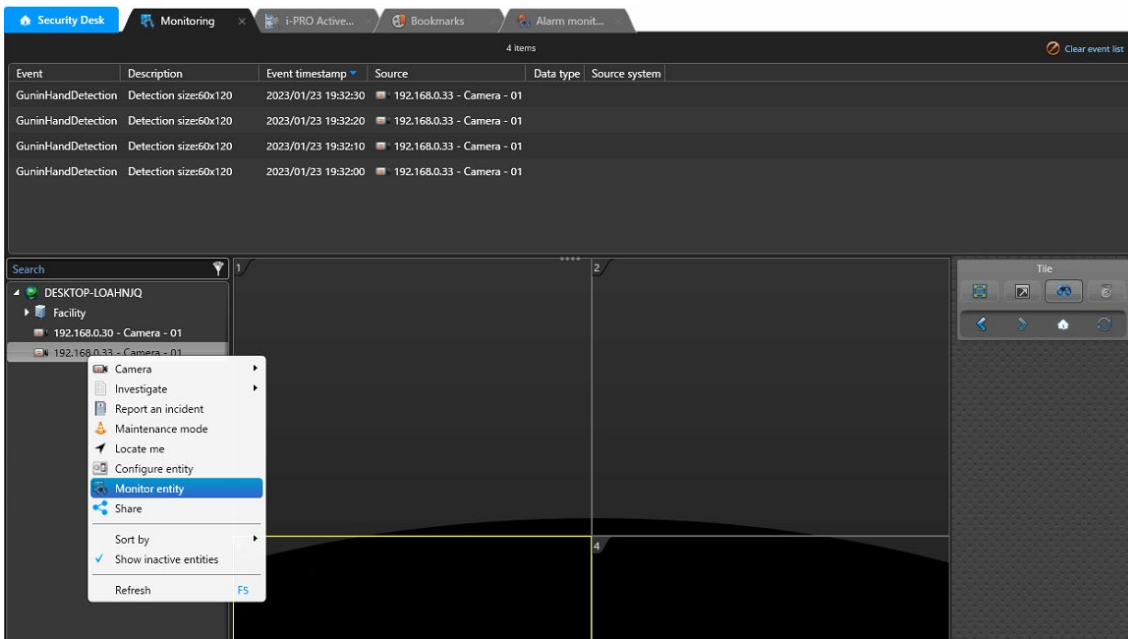 Security Desk Monitoring × i-PRO Active... Bookmarks Alarm monit...
4 items Clear event list
Event Description Event timestamp Source Data type Source system
GuninHandDetection Detection size:60x120 2023/01/23 19:32:30 192.168.0.33 - Camera - 01
GuninHandDetection Detection size:60x120 2023/01/23 19:32:20 192.168.0.33 - Camera - 01
GuninHandDetection Detection size:60x120 2023/01/23 19:32:10 192.168.0.33 - Camera - 01
GuninHandDetection Detection size:60x120 2023/01/23 19:32:00 192.168.0.33 - Camera - 01
Search 1 2 Tile
DESKTOP-LOAHNJQ
Facility
192.168.0.30 - Camera - 01
192.168.0.33 - Camera - 01
Camera
Investigate
Report an incident
Maintenance mode
Locate me
Configure entity
Monitor entity
Share
Sort by
4
Show inactive entities
Refresh F5